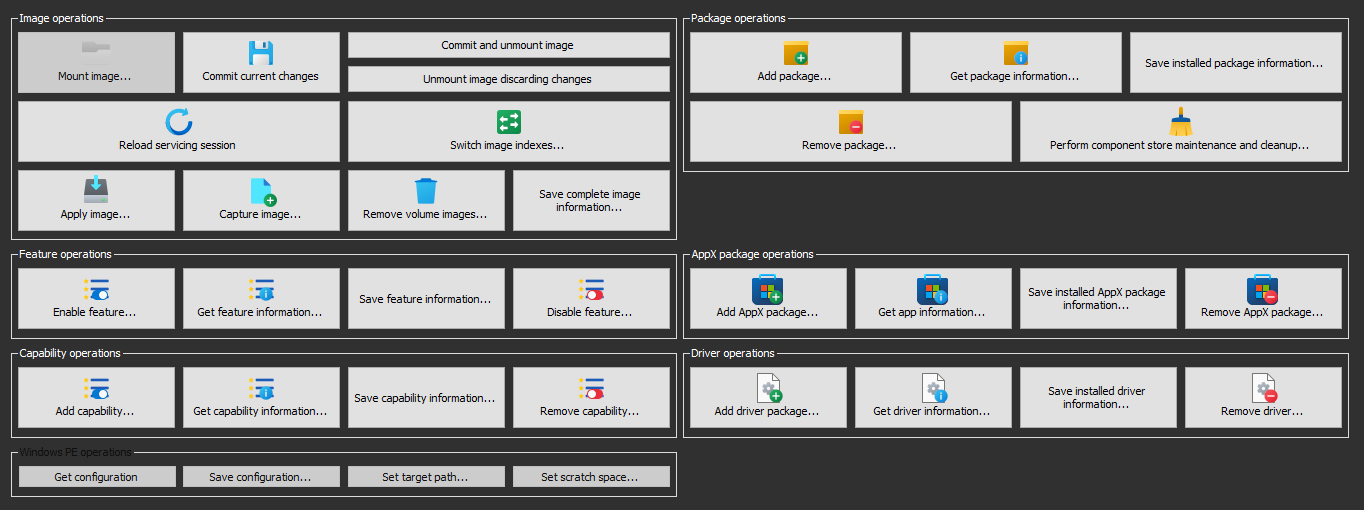 Image operations
Mount image...
Commit current changes
Commit and unmount image
Unmount image discarding changes
Reload servicing session
Switch image indexes...
Apply image...
Capture image...
Remove volume images...
Save complete image
information...
Package operations
Add package...
Get package information...
Save installed package information...
Remove package...
Perform component store maintenance and cleanup...
Feature operations
Enable feature...
Get feature information...
Save feature information...
Disable feature...
AppX package operations
Add AppX package...
Get app information...
Save installed AppX package
information...
Remove AppX package...
Capability operations
Add capability...
Get capability information...
Save capability information...
Remove capability...
Driver operations
Add driver package...
Get driver information...
Save installed driver
information...
Remove driver...
Windows PE operations
Get configuration
Save configuration...
Set target path...
Set scratch space...